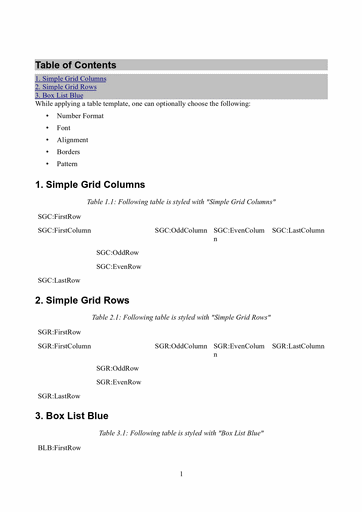 Table of Contents
1. Simple Grid Columns
2. Simple Grid Rows
3. Box List Blue
While applying a table template, one can optionally choose the following:
• Number Format
• Font
• Alignment
• Borders
• Pattern
1. Simple Grid Columns
Table 1.1: Following table is styled with "Simple Grid Columns"
SGC:FirstRow
SGC:FirstColumn SGC:OddColumn SGC:EvenColum SGC:LastColumn
n
SGC:OddRow
SGC:EvenRow
SGC:LastRow
2. Simple Grid Rows
Table 2.1: Following table is styled with "Simple Grid Rows"
SGR:FirstRow
SGR:FirstColumn SGR:OddColumn SGR:EvenColum SGR:LastColumn
n
SGR:OddRow
SGR:EvenRow
SGR:LastRow
3. Box List Blue
Table 3.1: Following table is styled with "Box List Blue"
BLB:FirstRow
1